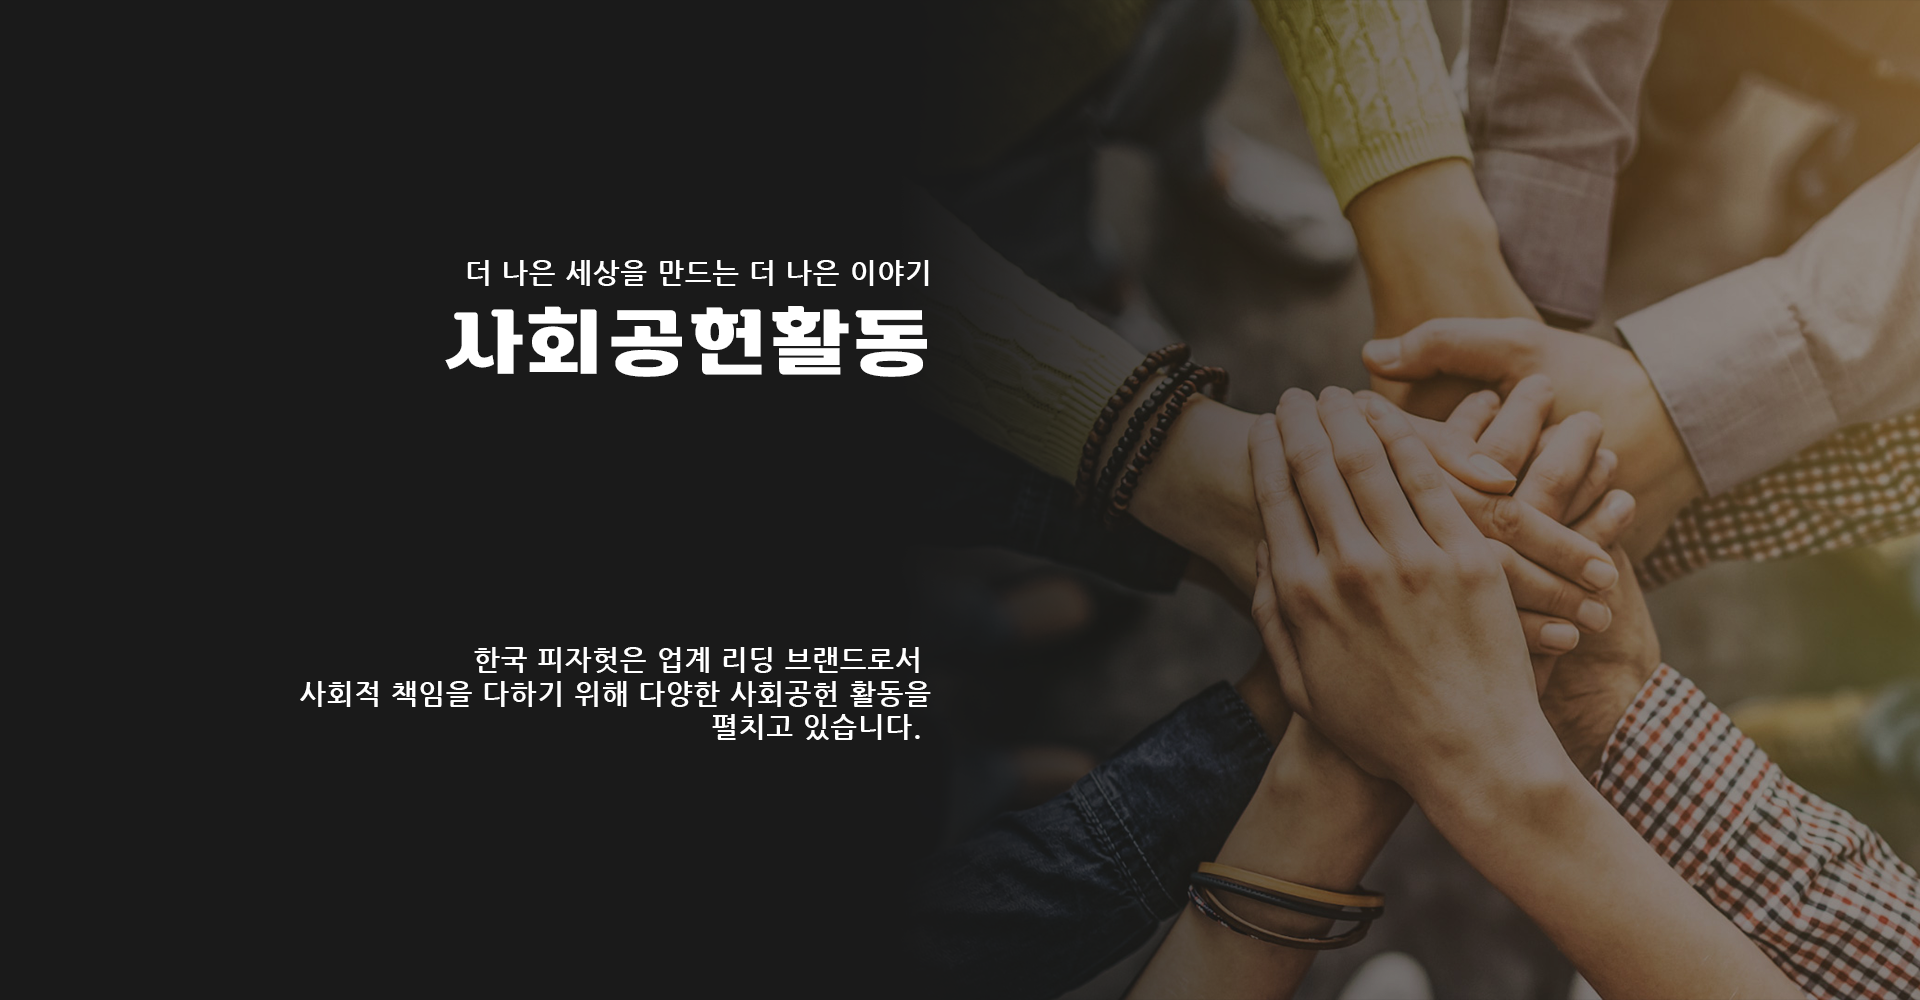 더 나은 세상을 만드는 더 나은 이야기
사회공헌활동
한국 피자헛은 업계 리딩 브랜드로서
사회적 책임을 다하기 위해 다양한 사회공헌 활동을
펼치고 있습니다.